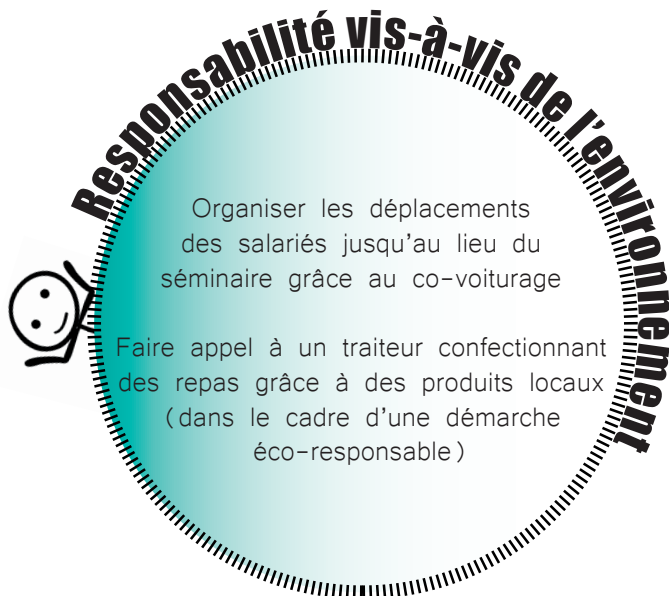 Responsabilité vis-à-vis de l'environnement
Organiser les déplacements
des salariés jusqu'au lieu du
séminaire grâce au co-voiturage
Faire appel à un traiteur confectionnant
des repas grâce à des produits locaux
(dans le cadre d'une démarche
éco-responsable)